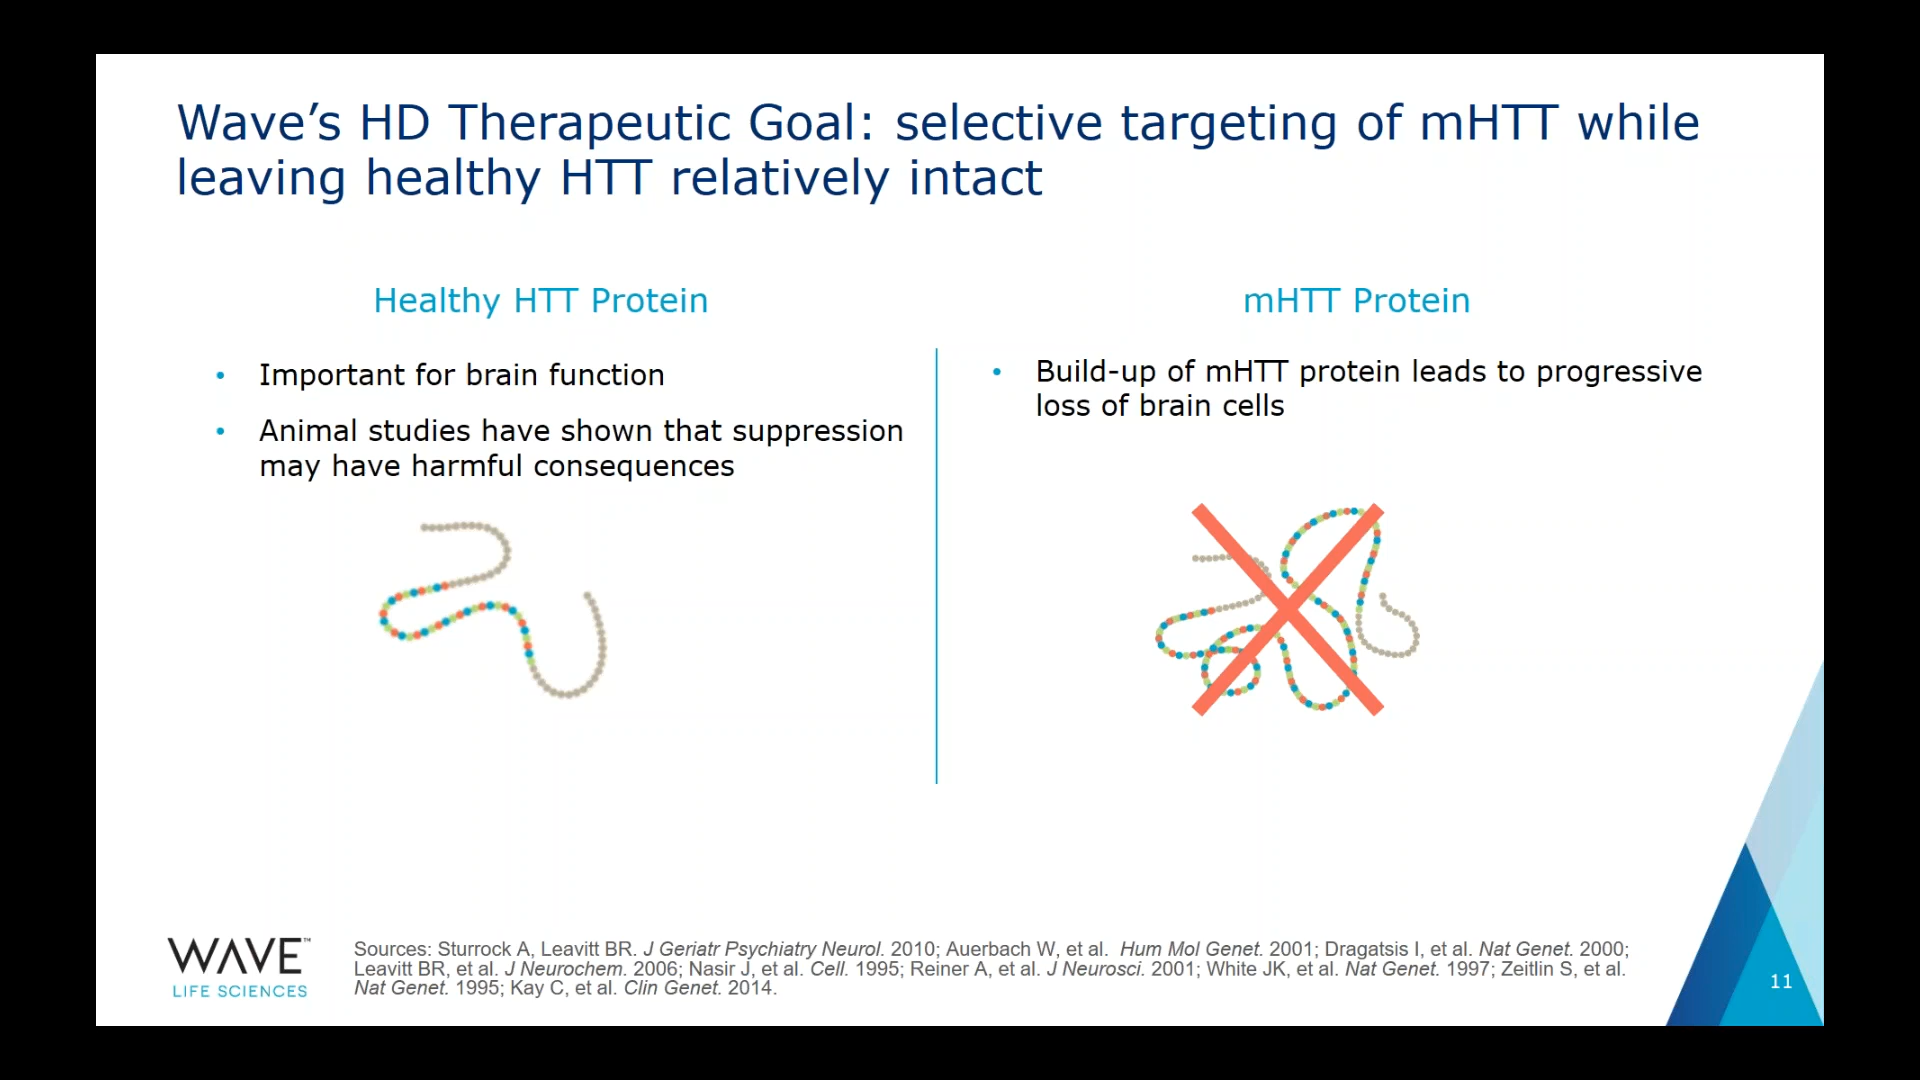 Wave’s HD Therapeutic Goal: selective targeting of mHTT while
leaving healthy HTT relatively intact
Healthy HTT Protein
• Important for brain function
• Animal studies have shown that suppression
may have harmful consequences
mHTT Protein
• Build-up of mHTT protein leads to progressive
loss of brain cells
WAVE™
LIFE SCIENCES
Sources: Sturrock A, Leavitt BR. J Geriatr Psychiatry Neurol. 2010; Auerbach W, et al. Hum Mol Genet. 2001; Dragatsis I, et al. Nat Genet. 2000;
Leavitt BR, et al. J Neurochem. 2006; Nasir J, et al. Cell. 1995; Reiner A, et al. J Neurosci. 2001; White JK, et al. Nat Genet. 1997; Zeitlin S, et al.
Nat Genet. 1995; Kay C, et al. Clin Genet. 2014.
11